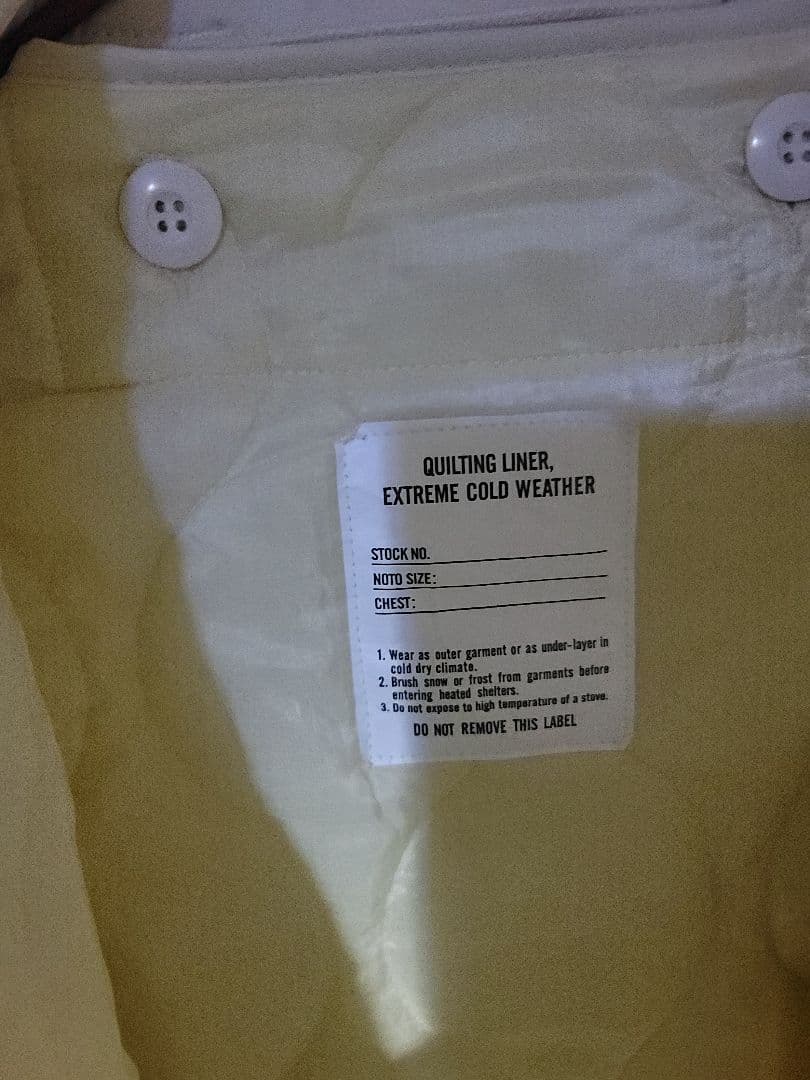 QUILTING LINER,
EXTREME COLD WEATHER
STOCK NO.
NOTO SIZE:
CHEST:
1. Wear as outer garment or as under-layer in
cold dry climate.
2. Brush snow or frost from garments before
entering heated shelters.
3. Do not expose to high temperature of a stove.
DO NOT REMOVE THIS LABEL